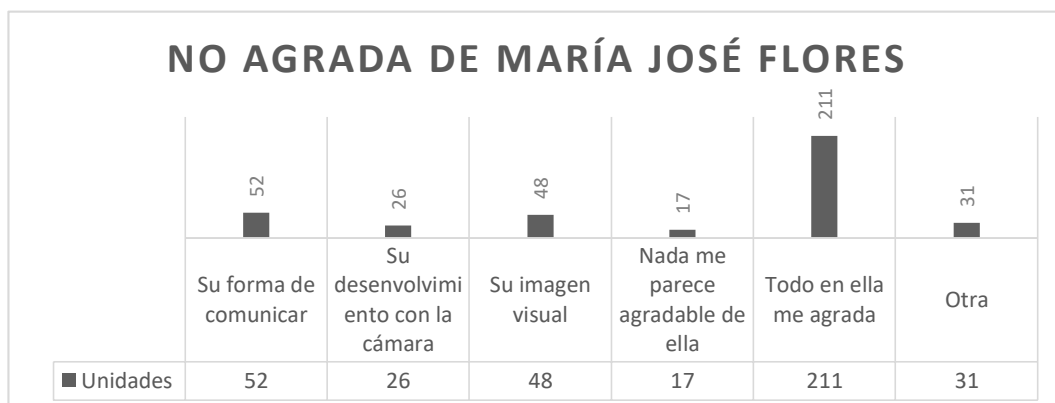 NO AGRADA DE MARÍA JOSÉ FLORES
52
26
48
17
211
31
Su forma de
comunicar
Su
desenvolvimi
ento con la
cámara
Su imagen
visual
Nada me
parece
agradable de
ella
Todo en ella
me agrada
Otra
Unidades 52 26 48 17 211 31